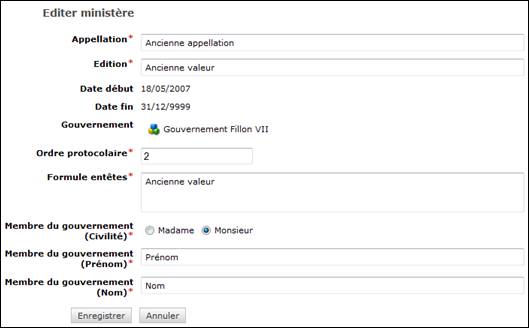 Editer ministère
Appellation* Ancienne appellation
Edition* Ancienne valeur
Date début 18/05/2007
Date fin 31/12/9999
Gouvernement Gouvernement Fillon VII
Ordre protocolaire* 2
Formule entêtes* Ancienne valeur
Membre du gouvernement
(Civilité)* Madame Monsieur
Membre du gouvernement
(Prénom)* Prénom
Membre du gouvernement
(Nom)* Nom
Enregistrer Annuler